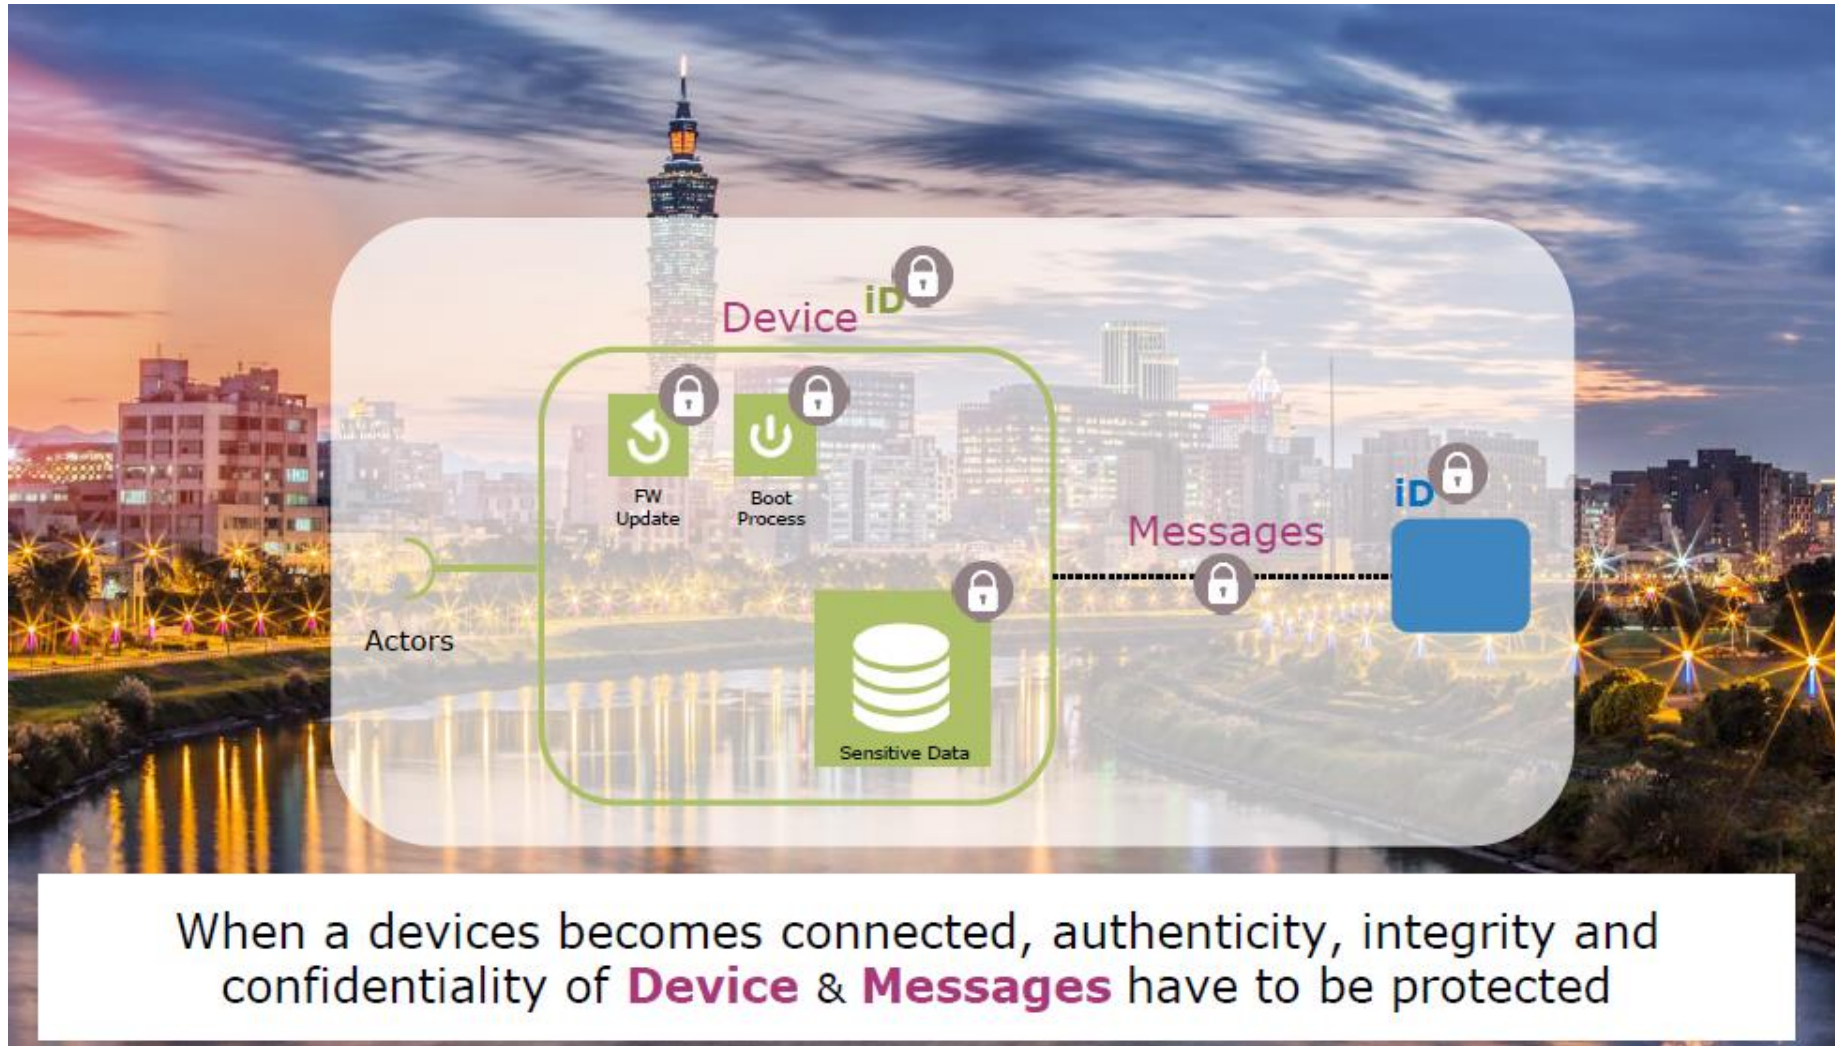 Device iD
FW
Update
Boot
Process
iD
Messages
Actors
Sensitive Data
When a devices becomes connected, authenticity, integrity and
confidentiality of Device & Messages have to be protected